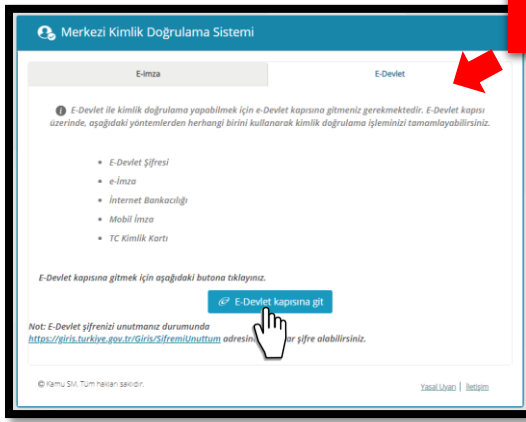 Merkezi Kimlik Doğrulama Sistemi
E-imza
E-Devlet
E-Devlet ile kimlik doğrulama yapabilmek için e-Devlet kapısına gitmeniz gerekmektedir. E-Devlet kapısı
üzerinde, aşağıdaki yöntemlerden herhangi birini kullanarak kimlik doğrulama işleminizi tamamlayabilirsiniz.
• E-Devlet Şifresi
• e-İmza
• İnternet Bankacılığı
• Mobil İmza
• TC Kimlik Kartı
E-Devlet kapısına gitmek için aşağıdaki butona tıklayınız.
E-Devlet kapısına git
Not: E-Devlet şifrenizi unutmanız durumunda
https://giris.turkiye.gov.tr/Giris/SifremiUnuttum şifre alabilirsiniz.
© Kamu SM, Tüm hakları saklıdır.
Yasal Uyarı | İletişim